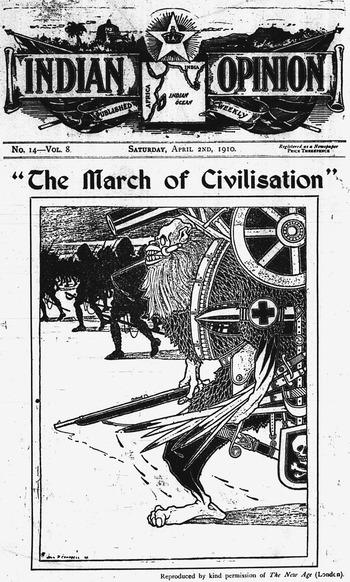 INDIAN OPINION
PUBLISHED WEEKLY
AFRICA
INDIA
INDIAN OCEAN
No. 14—VOL. 8.
SATURDAY, APRIL 2ND, 1910.
Registered as a Newspaper
PRICE THREEPENCE
"The March of Civilisation"
Reproduced by kind permission of The New Age (London).